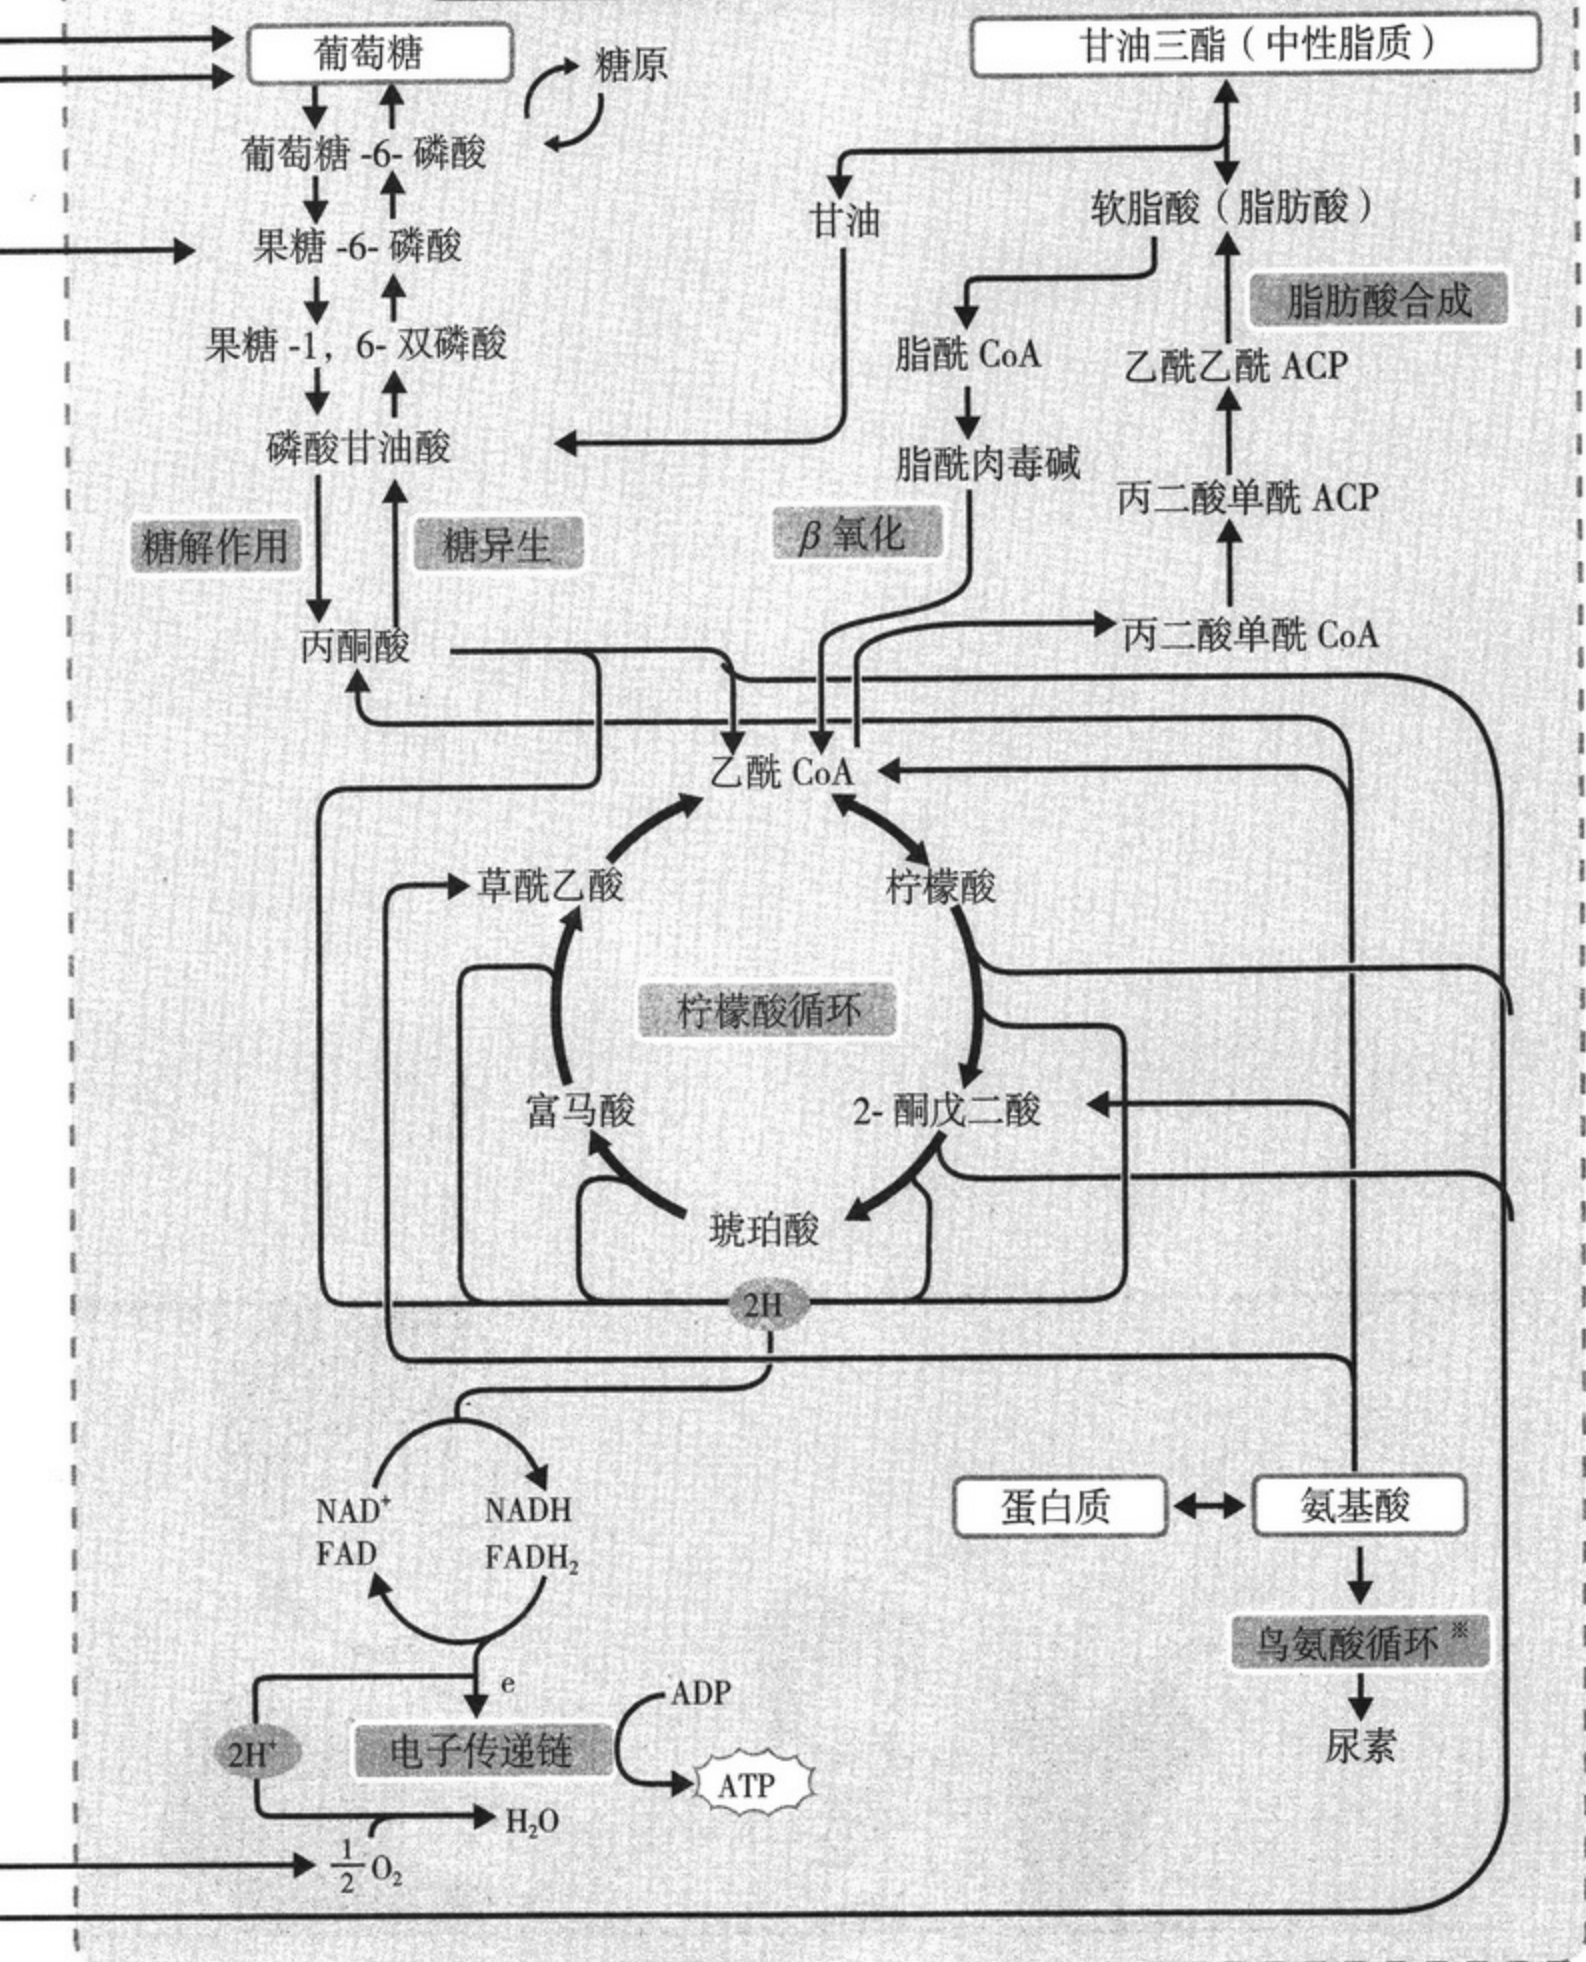 葡萄糖
糖原
甘油三酯（中性脂质）
葡萄糖 -6- 磷酸
甘油
软脂酸（脂肪酸）
果糖 -6- 磷酸
脂肪酸合成
果糖 -1，6- 双磷酸
脂酰 CoA
乙酰乙酰 ACP
磷酸甘油酸
脂酰肉毒碱
丙二酸单酰 ACP
糖解作用
糖异生
β 氧化
丙酮酸
丙二酸单酰 CoA
乙酰 CoA
草酰乙酸
柠檬酸
柠檬酸循环
富马酸
2- 酮戊二酸
琥珀酸
2H
NAD⁺
NADH
FAD
FADH₂
蛋白质
氨基酸
鸟氨酸循环※
尿素
e
ADP
2H⁺
电子传递链
ATP
H₂O
1/2 O₂